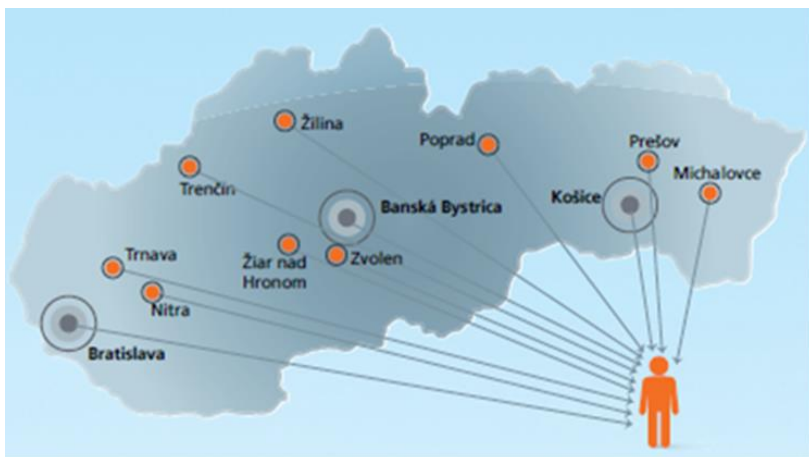 Žilina
Poprad
Prešov
Trenčín
Michalovce
Banská Bystrica
Košice
Trnava
Žiar nad
Hronom
Zvolen
Nitra
Bratislava